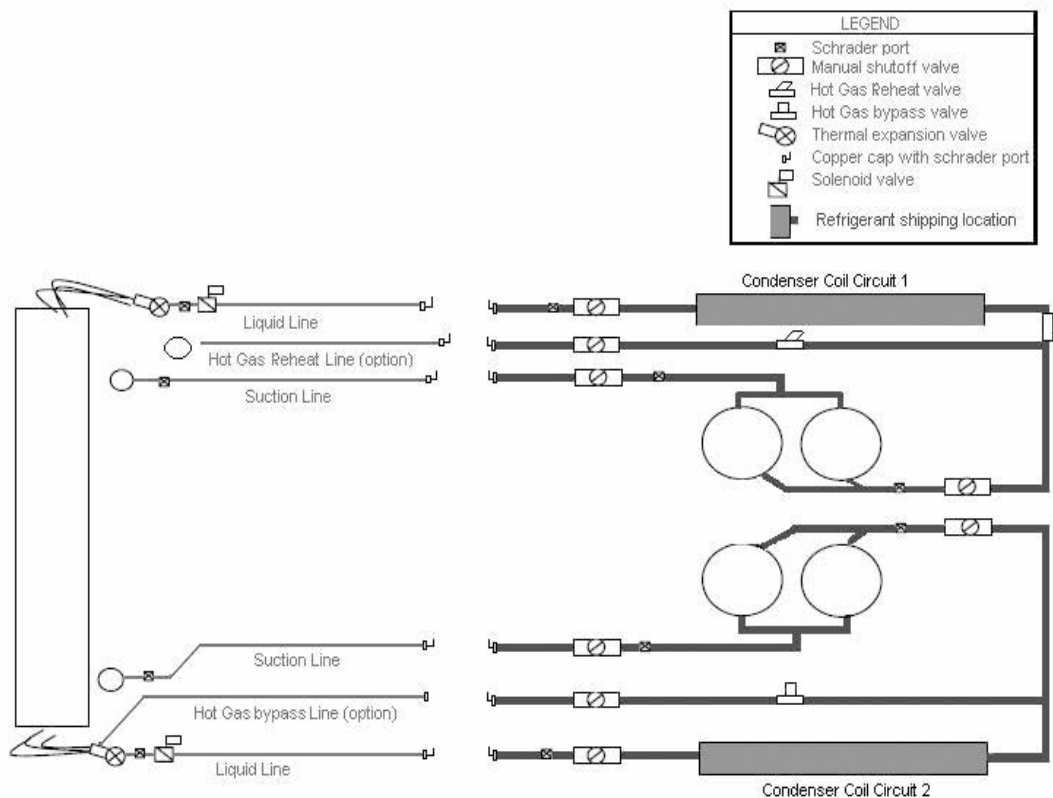 LEGEND
Schrader port
Manual shutoff valve
Hot Gas Reheat valve
Hot Gas bypass valve
Thermal expansion valve
Copper cap with schrader port
Solenoid valve
Refrigerant shipping location
Condenser Coil Circuit 1
Liquid Line
Hot Gas Reheat Line (option)
Suction Line
Suction Line
Hot Gas bypass Line (option)
Liquid Line
Condenser Coil Circuit 2